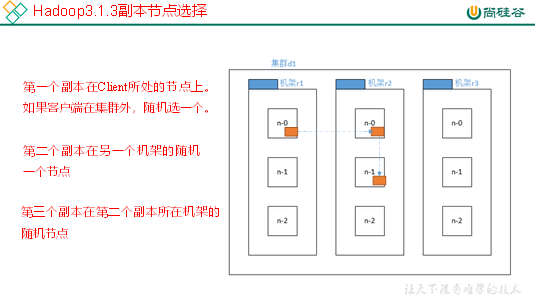 Hadoop3.1.3副本节点选择
尚硅谷
集群d1
第一个副本在Client所处的节点上。
如果客户端在集群外，随机选一个。
第二个副本在另一个机架的随机
一个节点
第三个副本在第二个副本所在机架的
随机节点
机架r1
n-0
n-1
n-2
机架r2
n-0
n-1
n-2
机架r3
n-0
n-1
n-2
让天下没有难学的技术